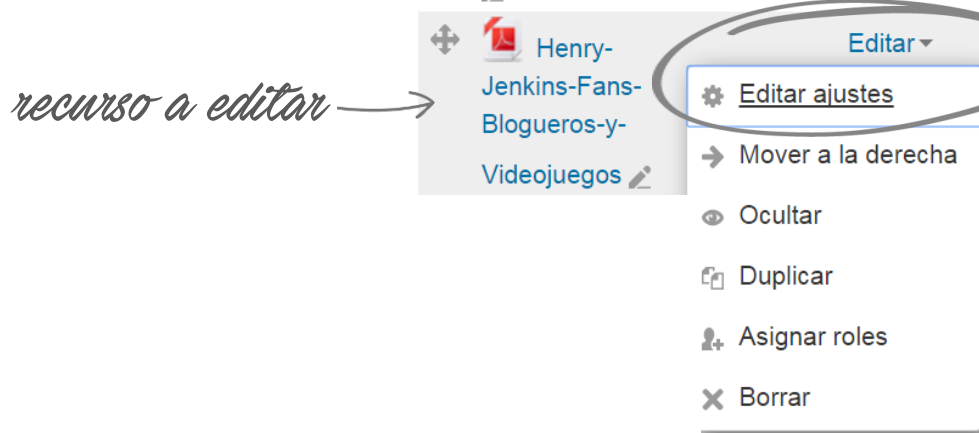 Henry-
Jenkins-Fans-
Blogueros-y-
Videojuegos
recurso a editar
Editar
Editar ajustes
Mover a la derecha
Ocultar
Duplicar
Asignar roles
Borrar